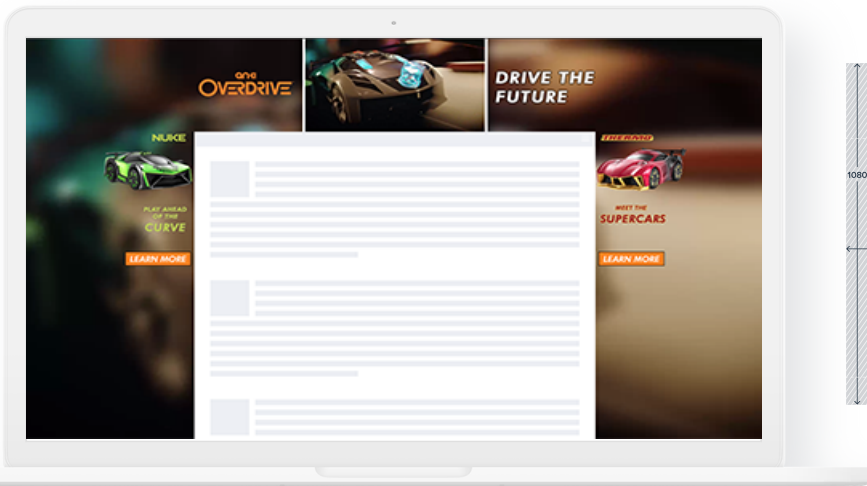 ANKI
OVERDRIVE
DRIVE THE
FUTURE
NUKE
PLAY AHEAD
OF THE
CURVE
LEARN MORE
THERMO
MEET THE
SUPERCARS
LEARN MORE
1080